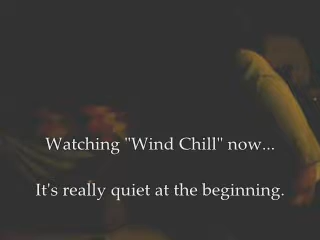 Watching "Wind Chill" now...
It's really quiet at the beginning.